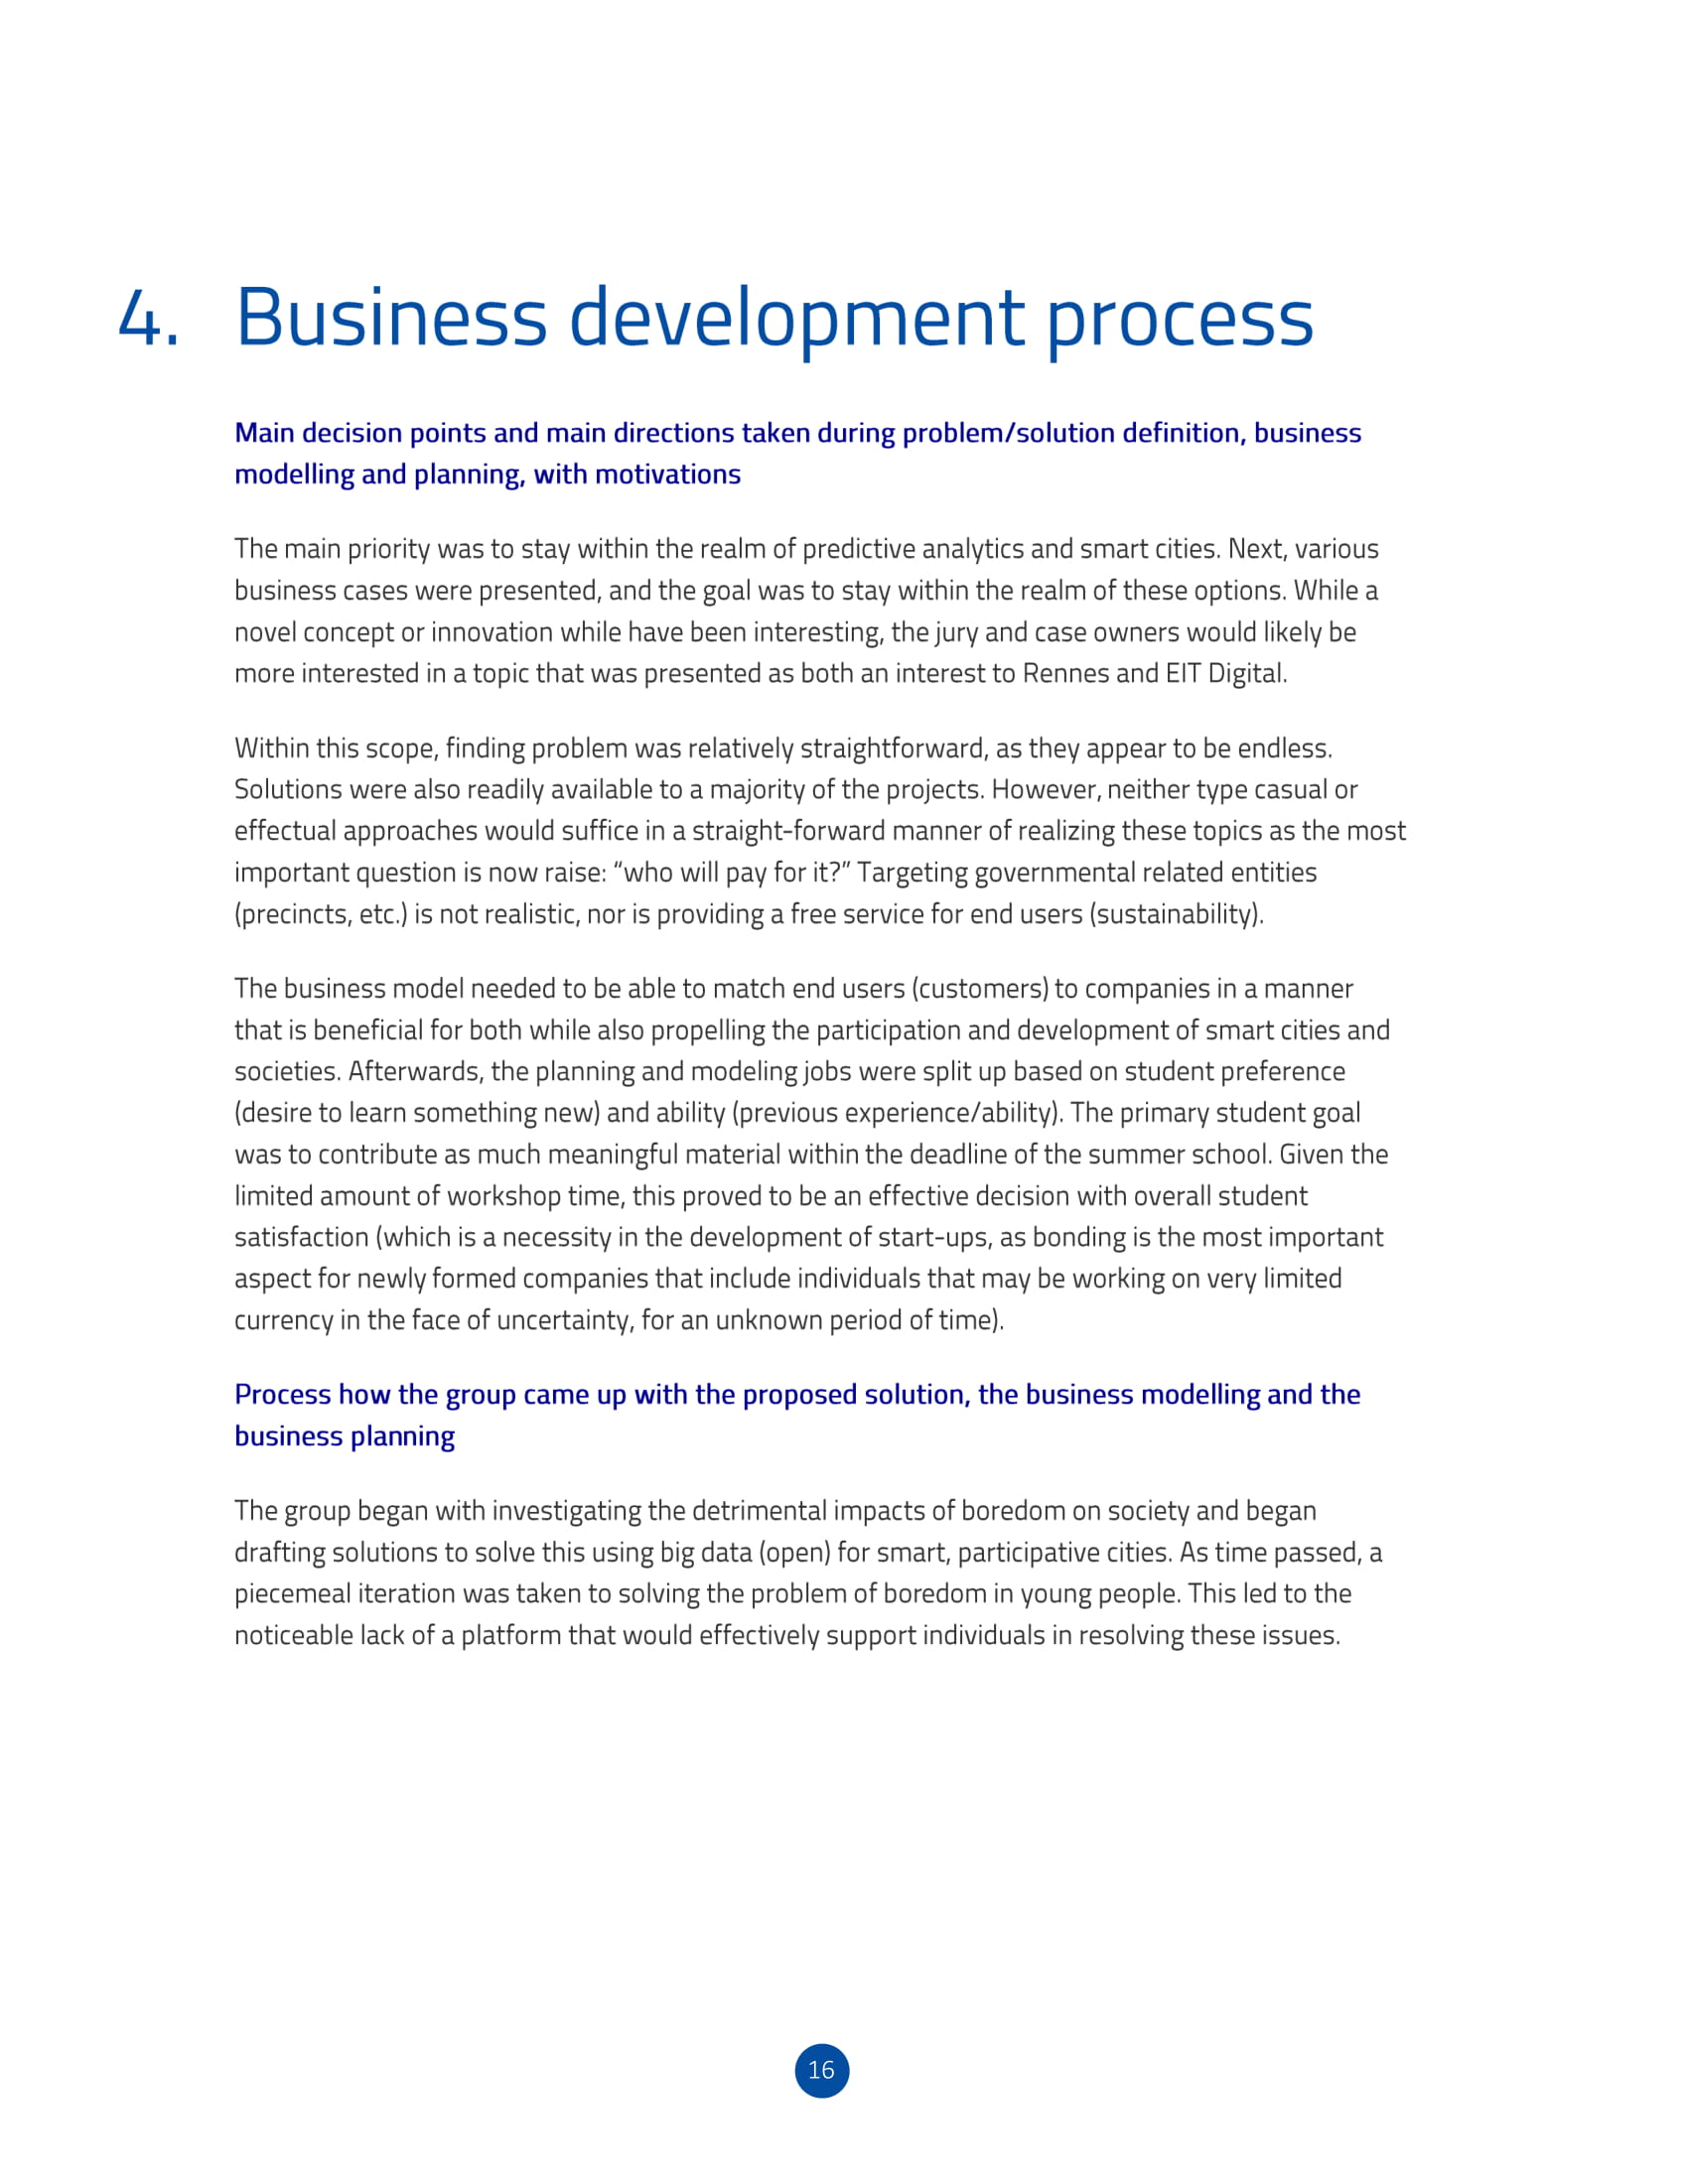 4. Business development process
Main decision points and main directions taken during problem/solution definition, business
modelling and planning, with motivations
The main priority was to stay within the realm of predictive analytics and smart cities. Next, various
business cases were presented, and the goal was to stay within the realm of these options. While a
novel concept or innovation while have been interesting, the jury and case owners would likely be
more interested in a topic that was presented as both an interest to Rennes and EIT Digital.
Within this scope, finding problem was relatively straightforward, as they appear to be endless.
Solutions were also readily available to a majority of the projects. However, neither type casual or
effectual approaches would suffice in a straight-forward manner of realizing these topics as the most
important question is now raise: “who will pay for it?” Targeting governmental related entities
(precincts, etc.) is not realistic, nor is providing a free service for end users (sustainability).
The business model needed to be able to match end users (customers) to companies in a manner
that is beneficial for both while also propelling the participation and development of smart cities and
societies. Afterwards, the planning and modeling jobs were split up based on student preference
(desire to learn something new) and ability (previous experience/ability). The primary student goal
was to contribute as much meaningful material within the deadline of the summer school. Given the
limited amount of workshop time, this proved to be an effective decision with overall student
satisfaction (which is a necessity in the development of start-ups, as bonding is the most important
aspect for newly formed companies that include individuals that may be working on very limited
currency in the face of uncertainty, for an unknown period of time).
Process how the group came up with the proposed solution, the business modelling and the
business planning
The group began with investigating the detrimental impacts of boredom on society and began
drafting solutions to solve this using big data (open) for smart, participative cities. As time passed, a
piecemeal iteration was taken to solving the problem of boredom in young people. This led to the
noticeable lack of a platform that would effectively support individuals in resolving these issues.
16